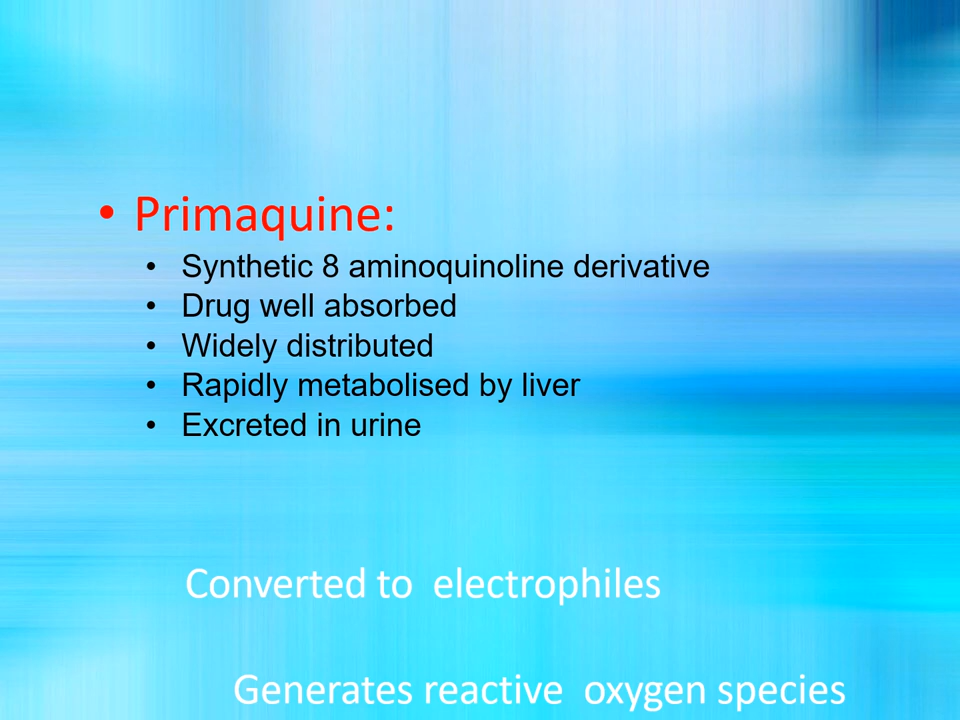 • Primaquine:
• Synthetic 8 aminoquinoline derivative
• Drug well absorbed
• Widely distributed
• Rapidly metabolised by liver
• Excreted in urine
Converted to electrophiles
Generates reactive oxygen species